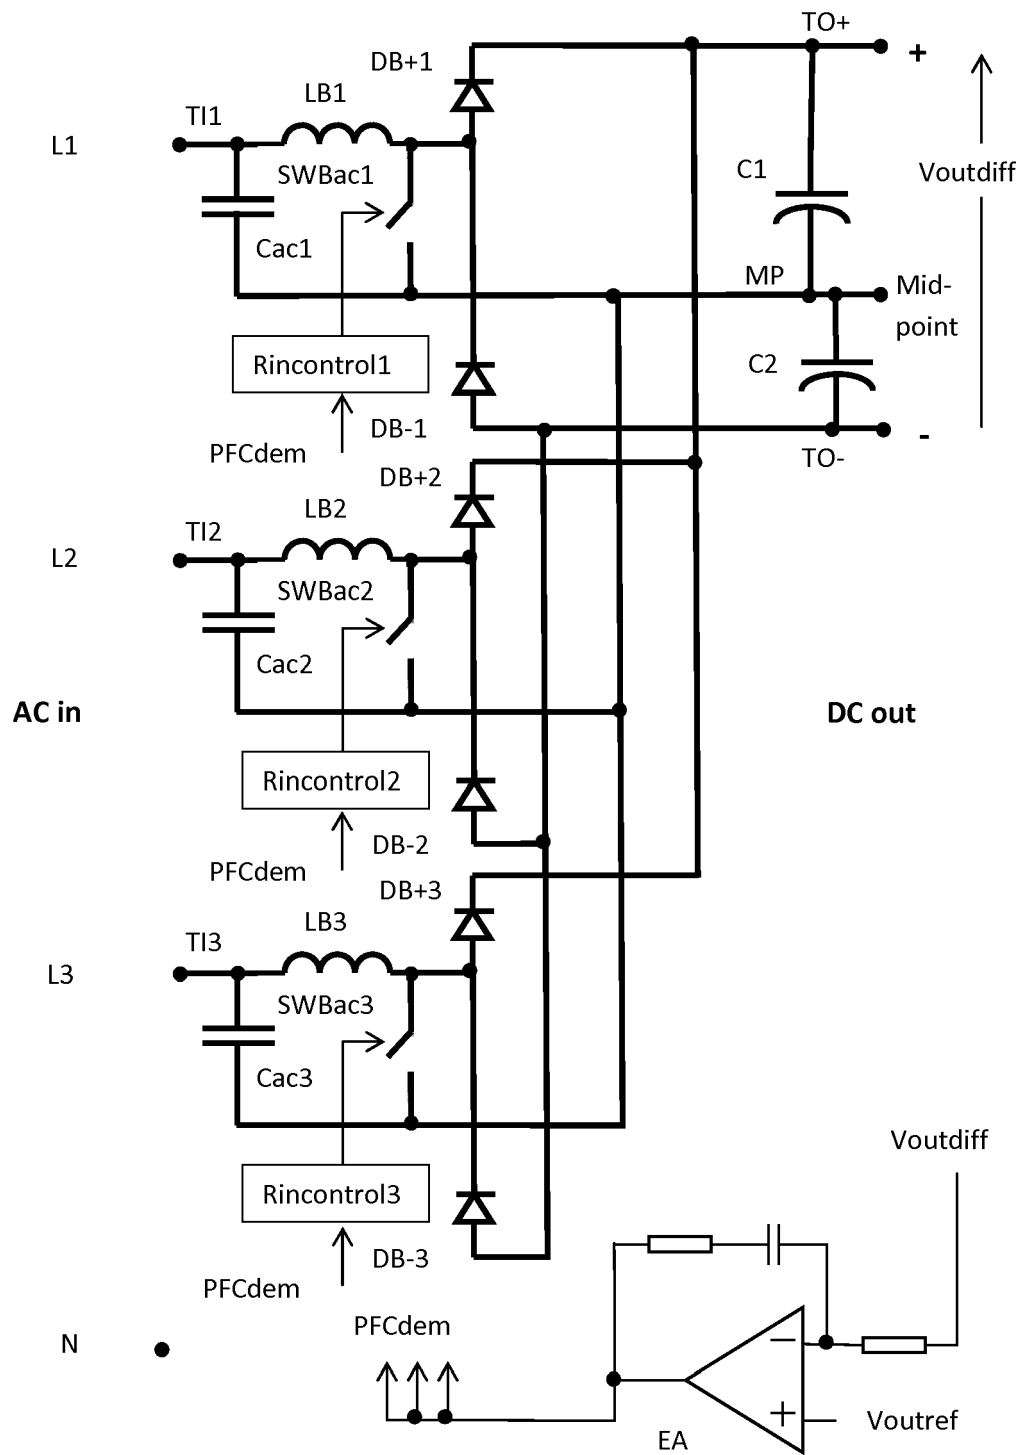 TO+
DB+1
+
LB1
TI1
L1
SWBac1
C1
Voutdiff
Cac1
MP
Mid-
point
Rincontrol1
C2
DB-1
-
PFCdem
TO-
DB+2
LB2
TI2
L2
SWBac2
Cac2
AC in
DC out
Rincontrol2
DB-2
PFCdem
DB+3
LB3
TI3
L3
SWBac3
Cac3
Voutdiff
Rincontrol3
DB-3
PFCdem
PFCdem
N
−
+
Voutref
EA